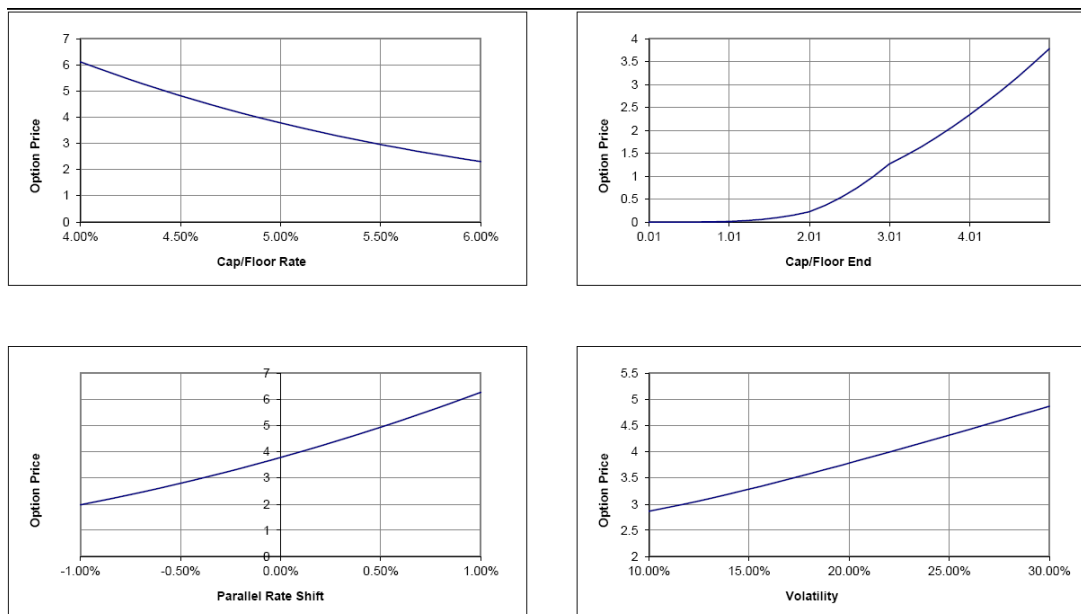 Option Price
7
6
5
4
3
2
1
0
4.00% 4.50% 5.00% 5.50% 6.00%
Cap/Floor Rate
Option Price
4
3.5
3
2.5
2
1.5
1
0.5
0
0.01 1.01 2.01 3.01 4.01
Cap/Floor End
Option Price
7
6
5
4
3
2
1
0
-1.00% -0.50% 0.00% 0.50% 1.00%
Parallel Rate Shift
Option Price
5.5
5
4.5
4
3.5
3
2.5
2
10.00% 15.00% 20.00% 25.00% 30.00%
Volatility